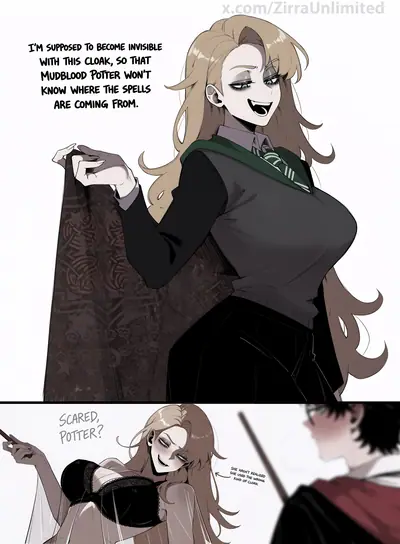 x.com/ZirraUnlimited
I'm supposed to become invisible
with this cloak, so that
Mudblood Potter won't
know where the spells
are coming from.
Scared,
Potter?
She hasn't realized
she used the wrong
kind of cloak